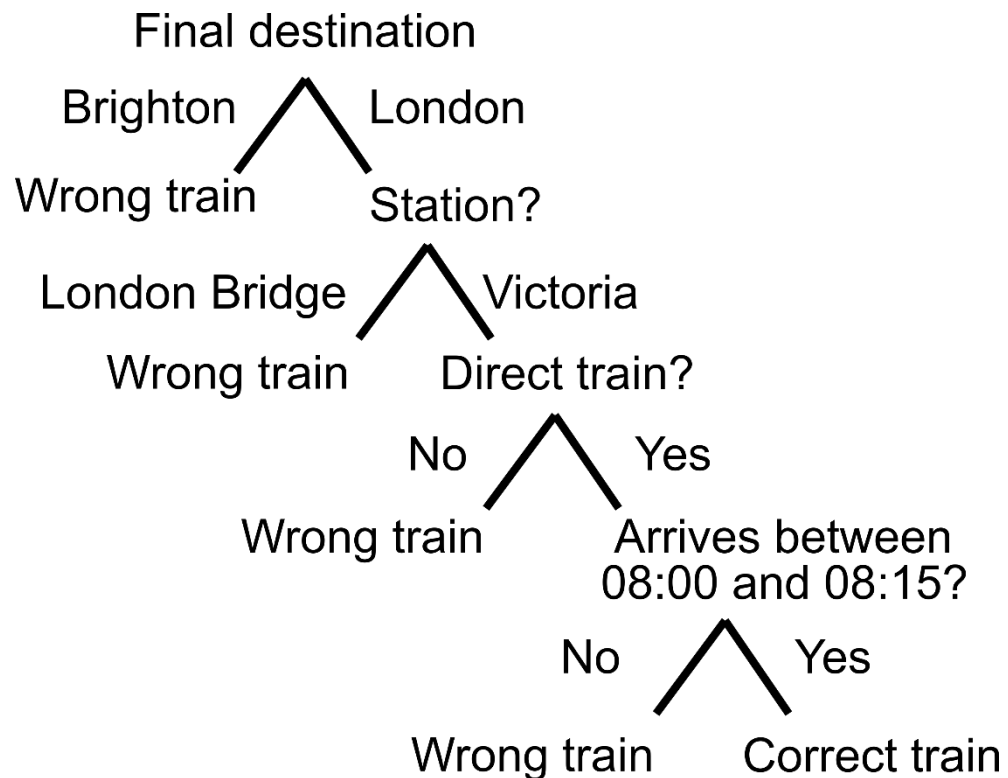 Final destination
Brighton
London
Wrong train
Station?
London Bridge
Victoria
Wrong train
Direct train?
No
Yes
Wrong train
Arrives between
08:00 and 08:15?
No
Yes
Wrong train
Correct train